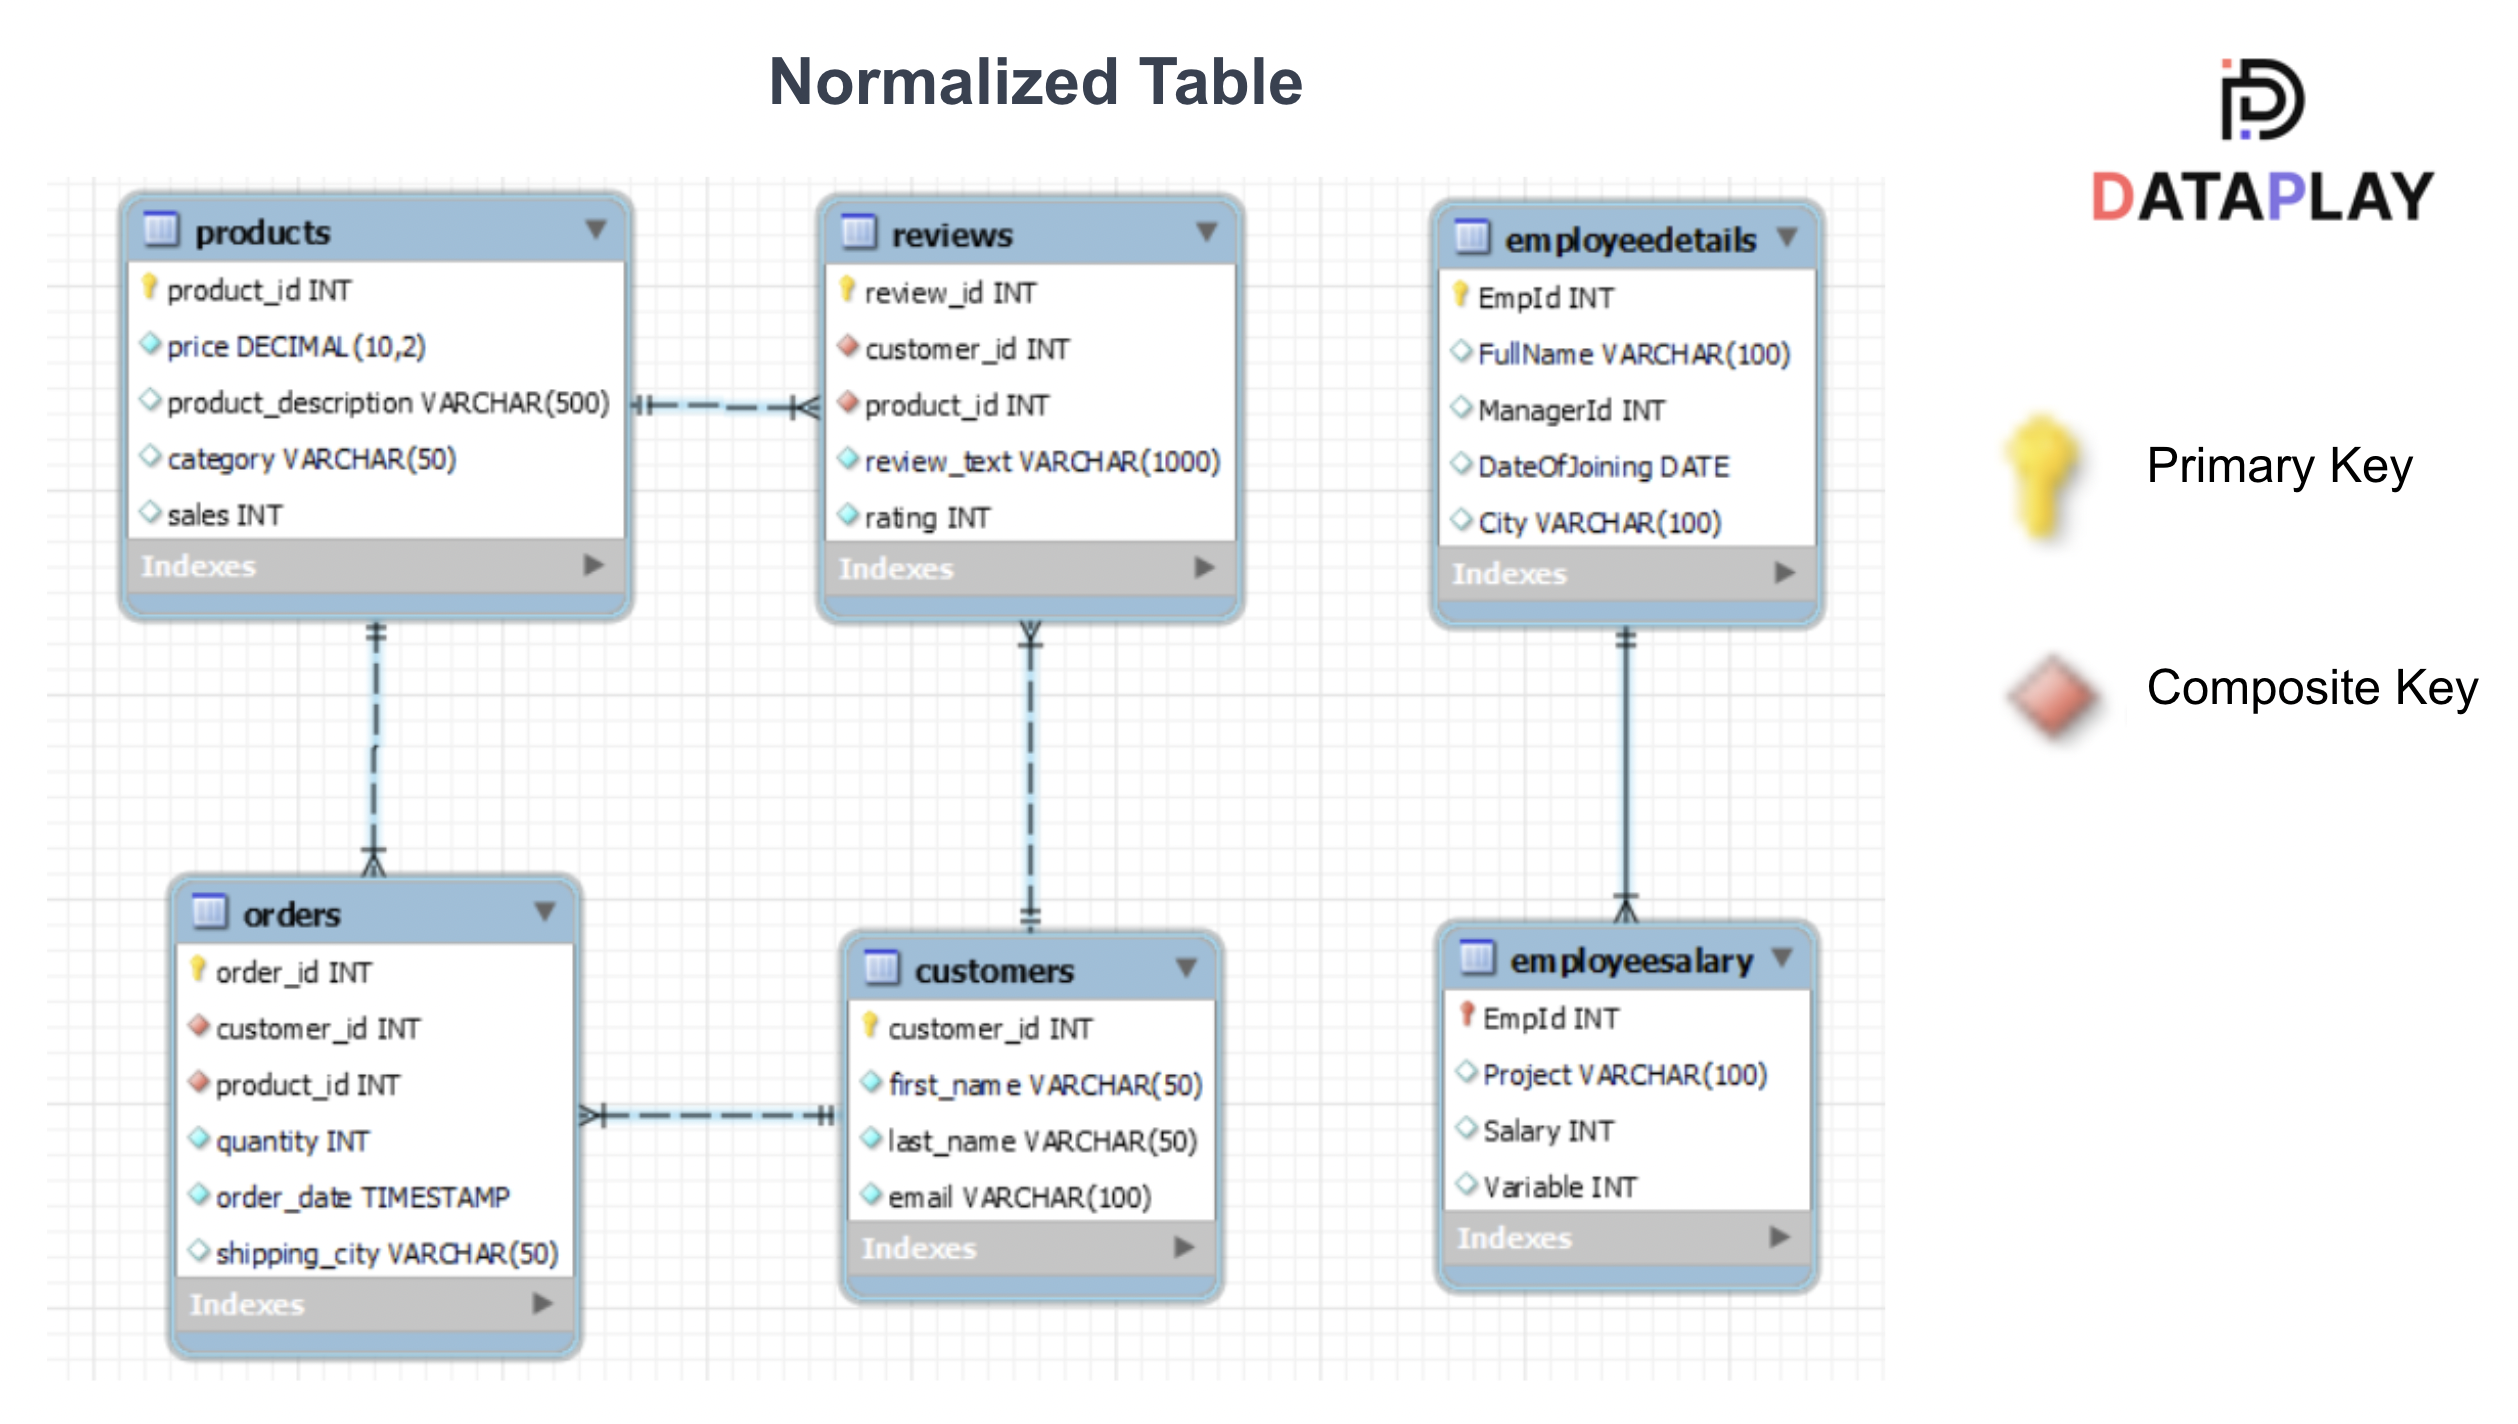 Normalized Table
DATAPLAY
products
product_id INT
price DECIMAL(10,2)
product_description VARCHAR(500)
category VARCHAR(50)
sales INT
Indexes
reviews
review_id INT
customer_id INT
product_id INT
review_text VARCHAR(1000)
rating INT
Indexes
employeedetails
EmpId INT
FullName VARCHAR(100)
ManagerId INT
DateOfJoining DATE
City VARCHAR(100)
Indexes
Primary Key
Composite Key
orders
order_id INT
customer_id INT
product_id INT
quantity INT
order_date TIMESTAMP
shipping_city VARCHAR(50)
Indexes
customers
customer_id INT
first_name VARCHAR(50)
last_name VARCHAR(50)
email VARCHAR(100)
Indexes
employeesalary
EmpId INT
Project VARCHAR(100)
Salary INT
Variable INT
Indexes